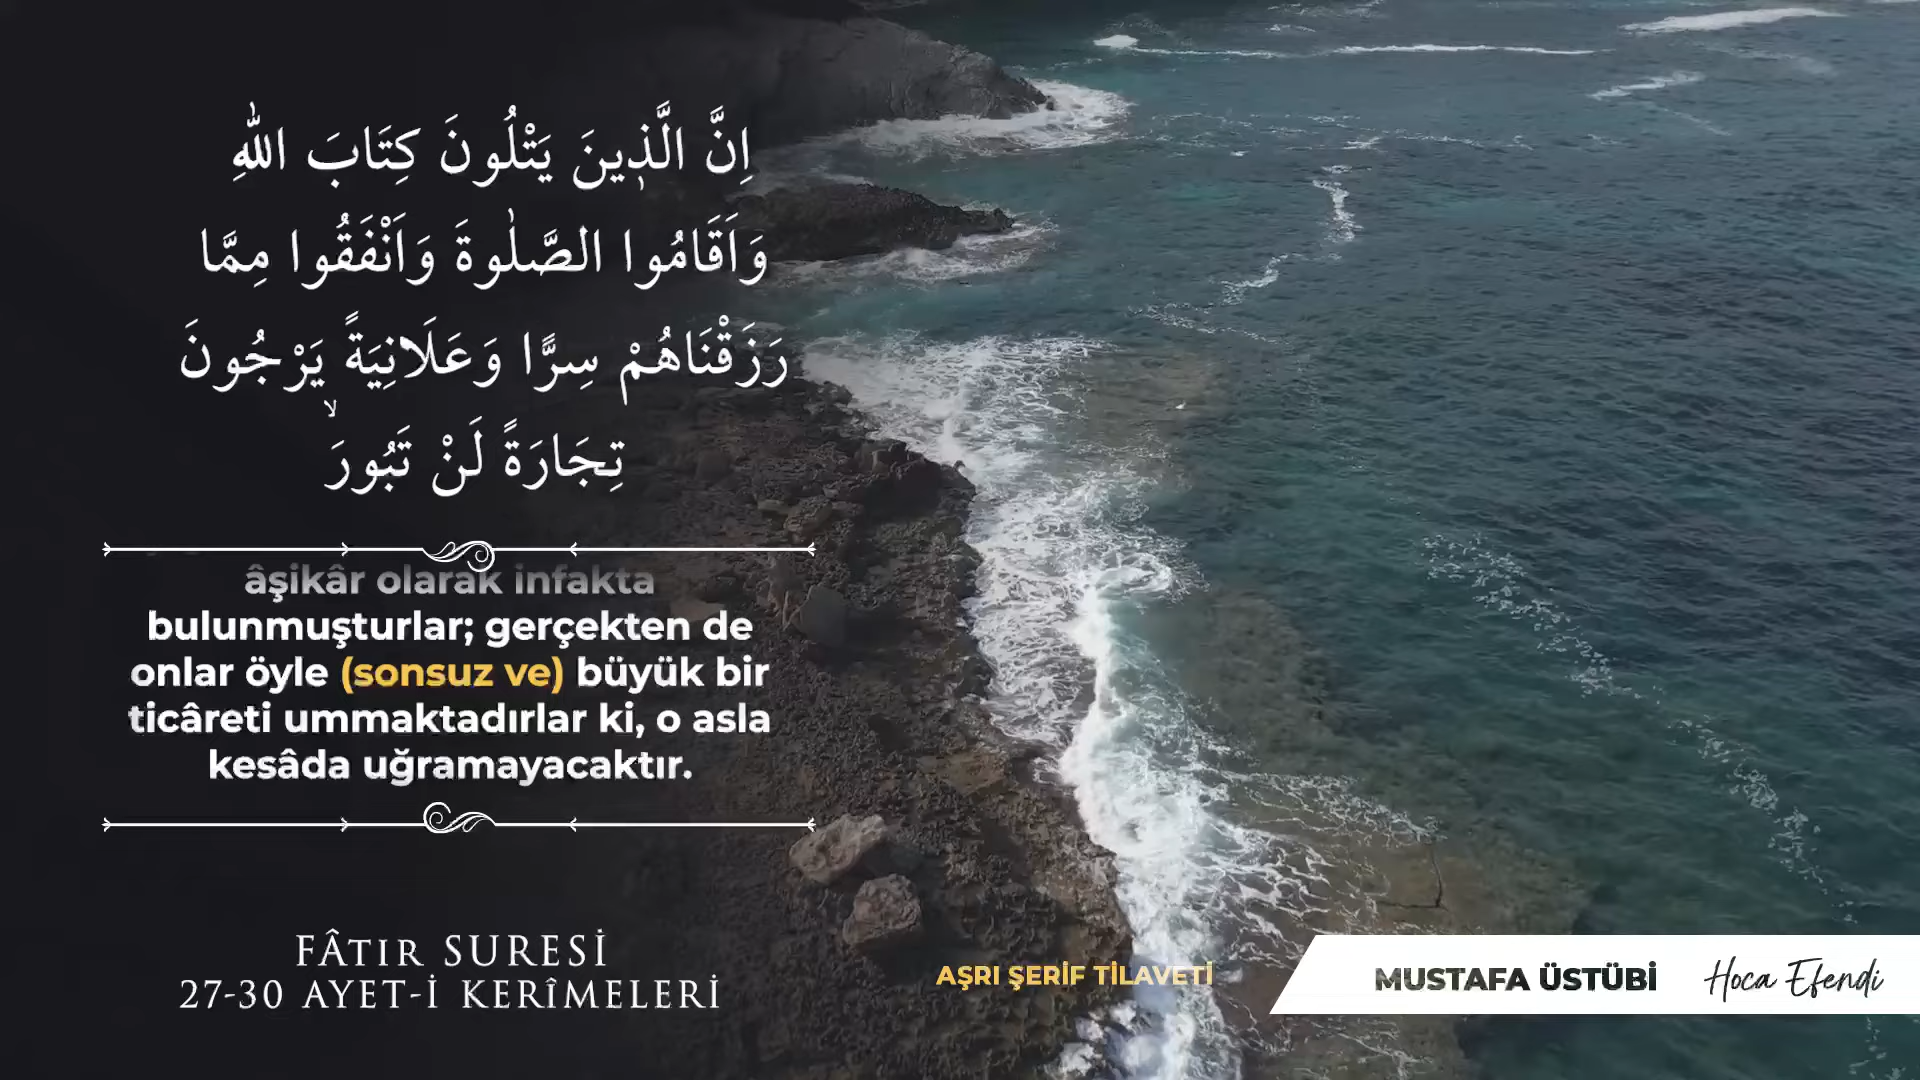 اِنَّ الَّذ۪ينَ يَتْلُونَ كِتَابَ اللّٰهِ
وَاَقَامُوا الصَّلٰوةَ وَاَنْفَقُوا مِمَّا
رَزَقْنَاهُمْ سِرًّا وَعَلَانِيَةً يَرْجُونَ
تِجَارَةً لَنْ تَبُورَۙ
âşikâr olarak infakta
bulunmuşturlar; gerçekten de
onlar öyle (sonsuz ve) büyük bir
ticâreti ummaktadırlar ki, o asla
kesâda uğramayacaktır.
FÂTIR SURESİ
27-30 AYET-İ KERÎMELERİ
AŞRI ŞERİF TİLAVETİ
MUSTAFA ÜSTÜBİ Hoca Efendi